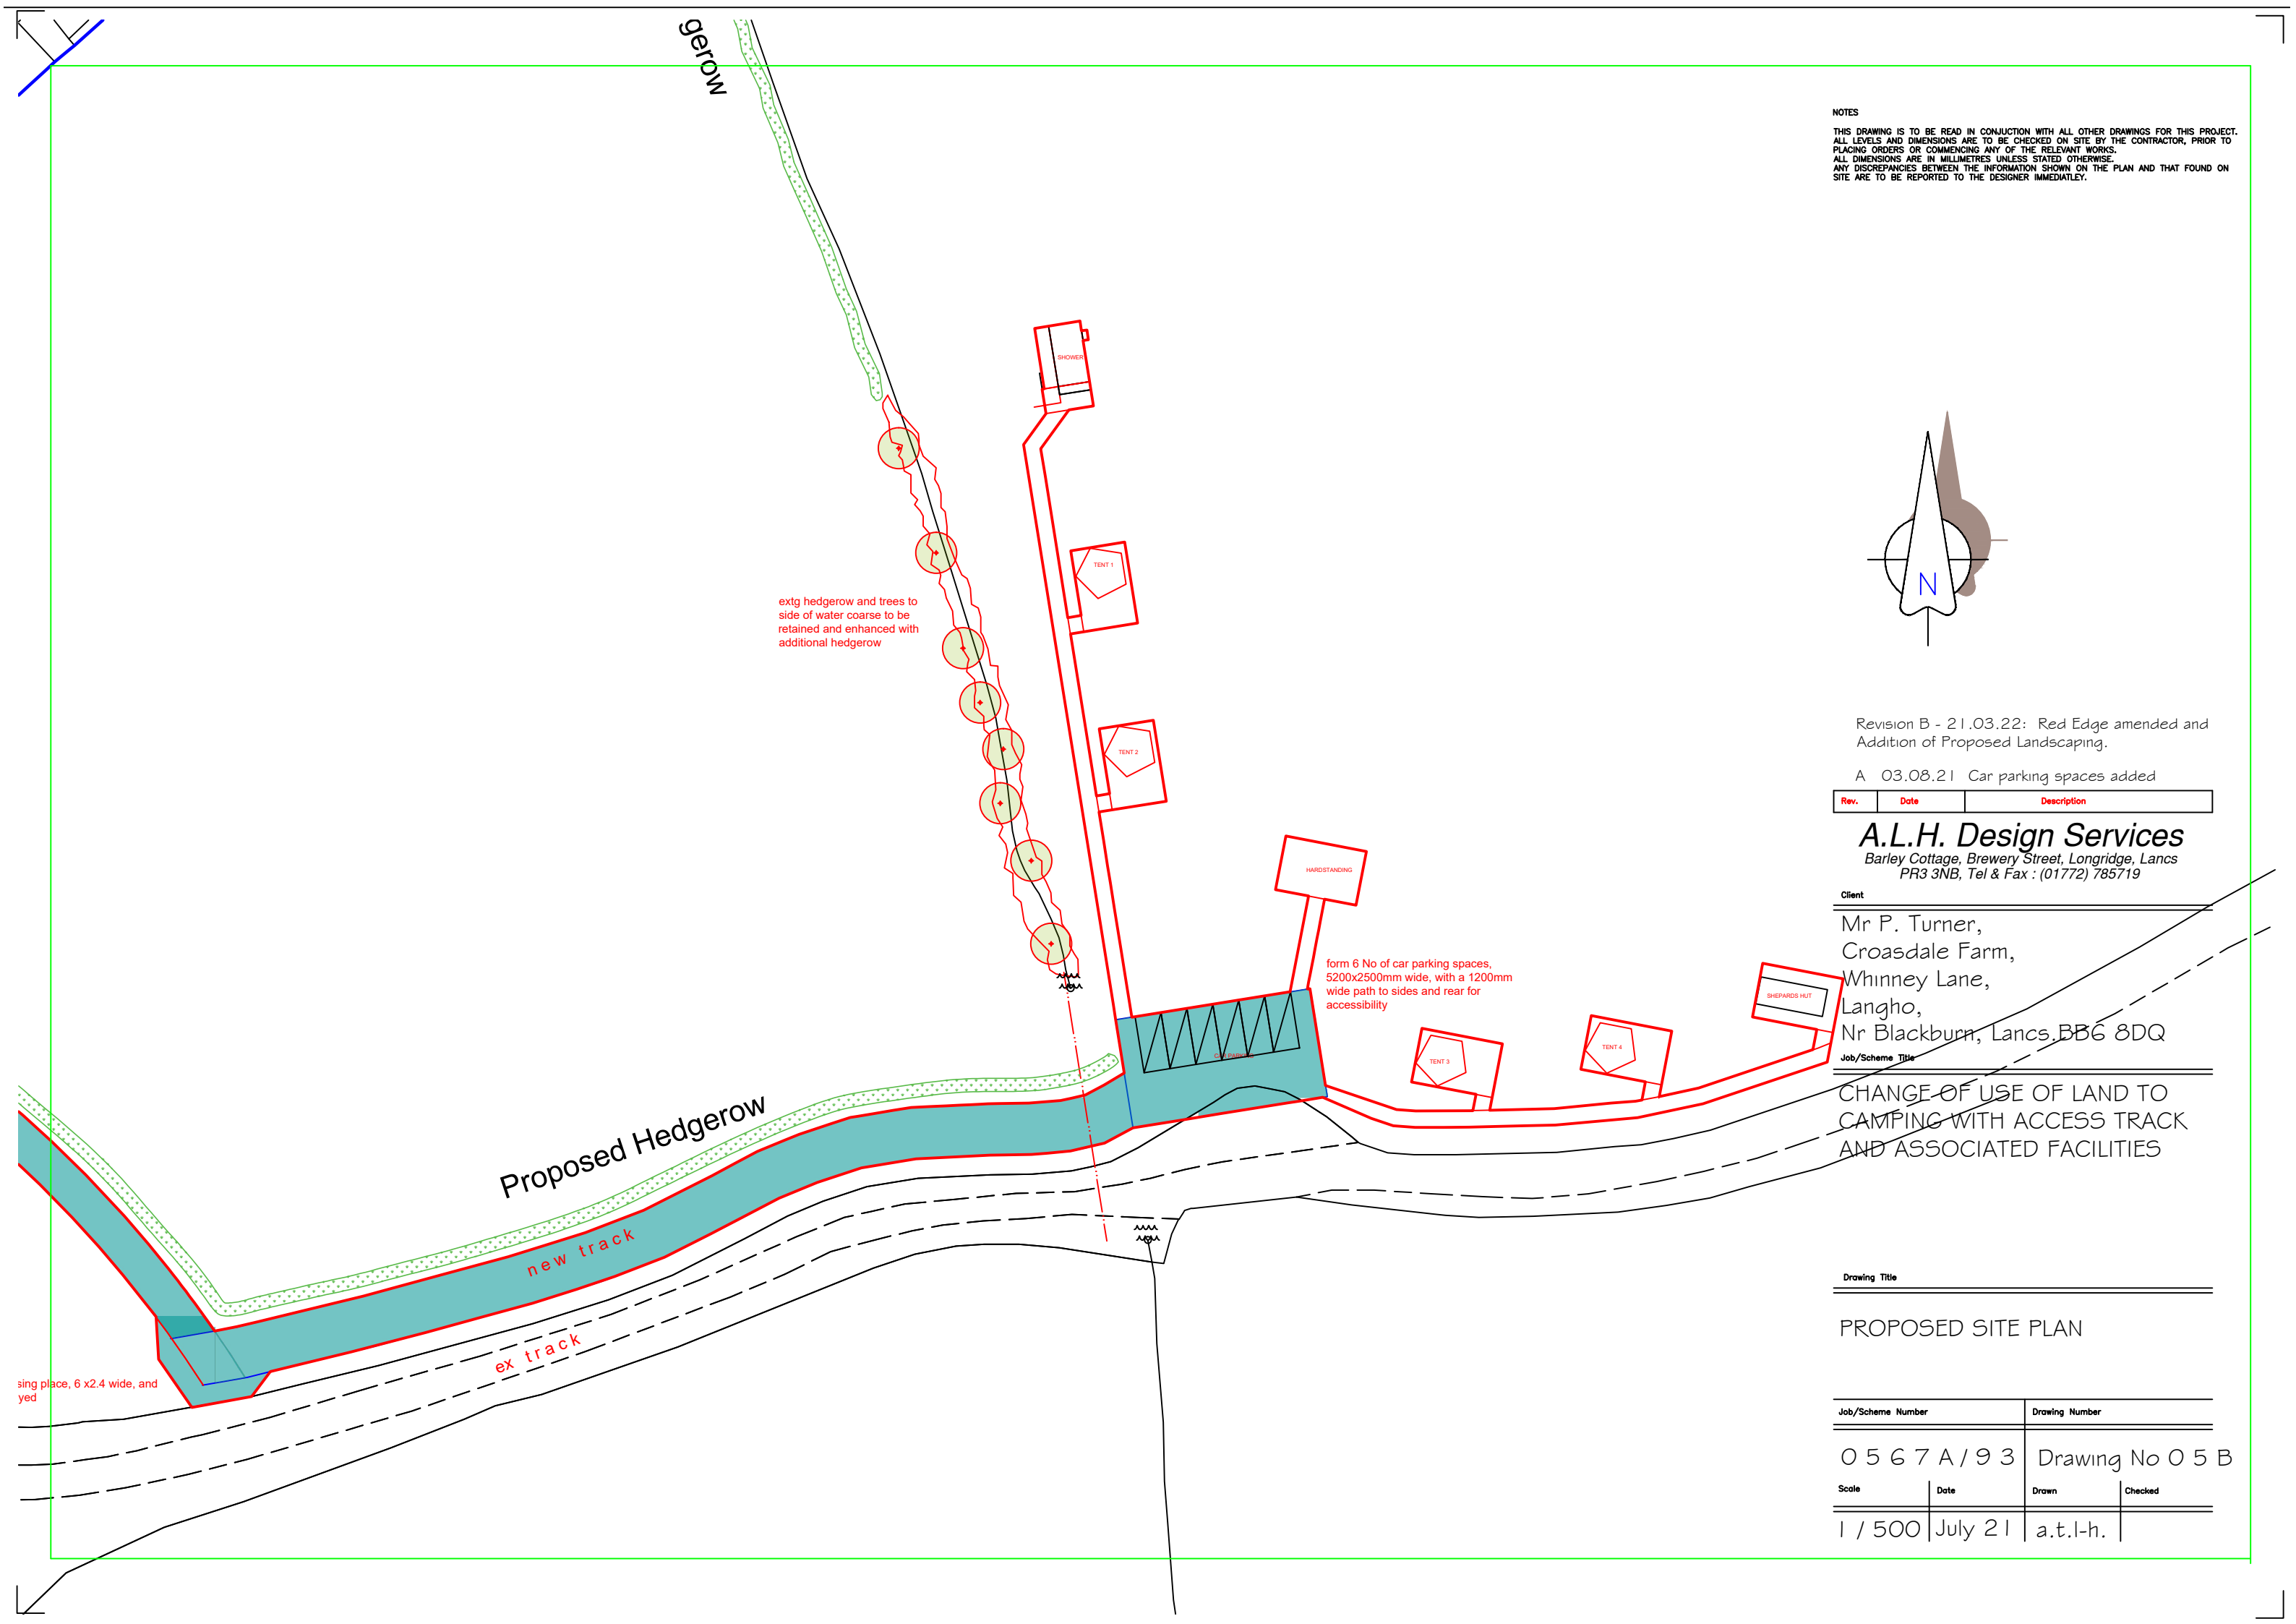 gerow
NOTES
THIS DRAWING IS TO BE READ IN CONJUCTION WITH ALL OTHER DRAWINGS FOR THIS PROJECT.
ALL LEVELS AND DIMENSIONS ARE TO BE CHECKED ON SITE BY THE CONTRACTOR, PRIOR TO
PLACING ORDERS OR COMMENCING ANY OF THE RELEVANT WORKS.
ALL DIMENSIONS ARE IN MILLIMETRES UNLESS STATED OTHERWISE.
ANY DISCREPANCIES BETWEEN THE INFORMATION SHOWN ON THE PLAN AND THAT FOUND ON
SITE ARE TO BE REPORTED TO THE DESIGNER IMMEDIATLEY.
SHOWER
TENT 1
extg hedgerow and trees to
side of water coarse to be
retained and enhanced with
additional hedgerow
N
TENT 2
HARDSTANDING
form 6 No of car parking spaces,
5200x2500mm wide, with a 1200mm
wide path to sides and rear for
accessibility
CAR PARKING
TENT 3
TENT 4
SHEPARDS HUT
Proposed Hedgerow
new track
ex track
sing place, 6 x2.4 wide, and
yed
Revision B - 21.03.22: Red Edge amended and
Addition of Proposed Landscaping.
A 03.08.21 Car parking spaces added
Rev. Date Description
A.L.H. Design Services
Barley Cottage, Brewery Street, Longridge, Lancs
PR3 3NB, Tel & Fax : (01772) 785719
Client
Mr P. Turner,
Croasdale Farm,
Whinney Lane,
Langho,
Nr Blackburn, Lancs.BB6 8DQ
Job/Scheme Title
CHANGE OF USE OF LAND TO
CAMPING WITH ACCESS TRACK
AND ASSOCIATED FACILITIES
Drawing Title
PROPOSED SITE PLAN
Job/Scheme Number Drawing Number
0567A/93 Drawing No 05B
Scale Date Drawn Checked
1/500 July 21 a.t.l-h.